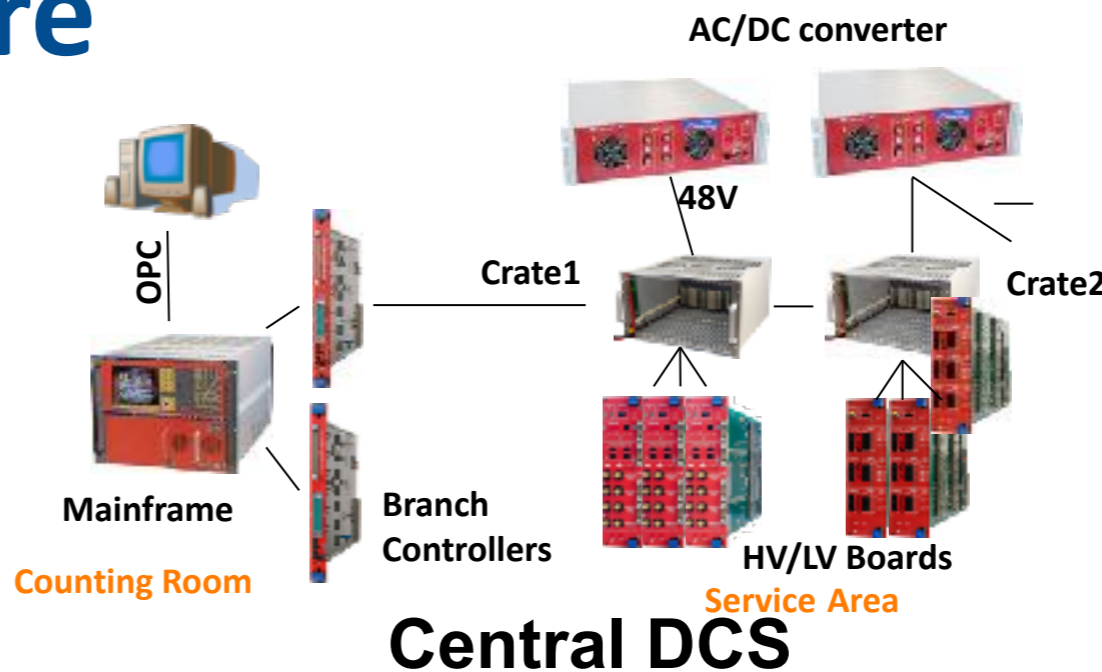 re
AC/DC converter
48V
OPC
Crate1
Crate2
Mainframe
Branch
Controllers
HV/LV Boards
Counting Room
Service Area
Central DCS